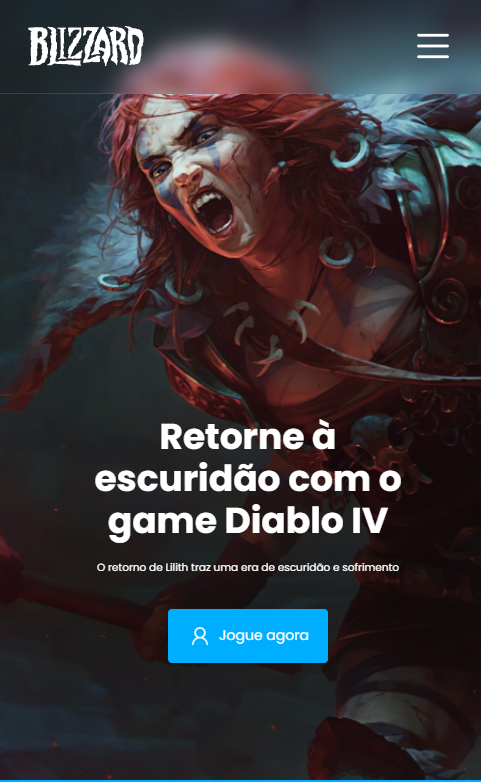 BLIZZARD
Retorne à
escuridão com o
game Diablo IV
O retorno de Lilith traz uma era de escuridão e sofrimento
Jogue agora